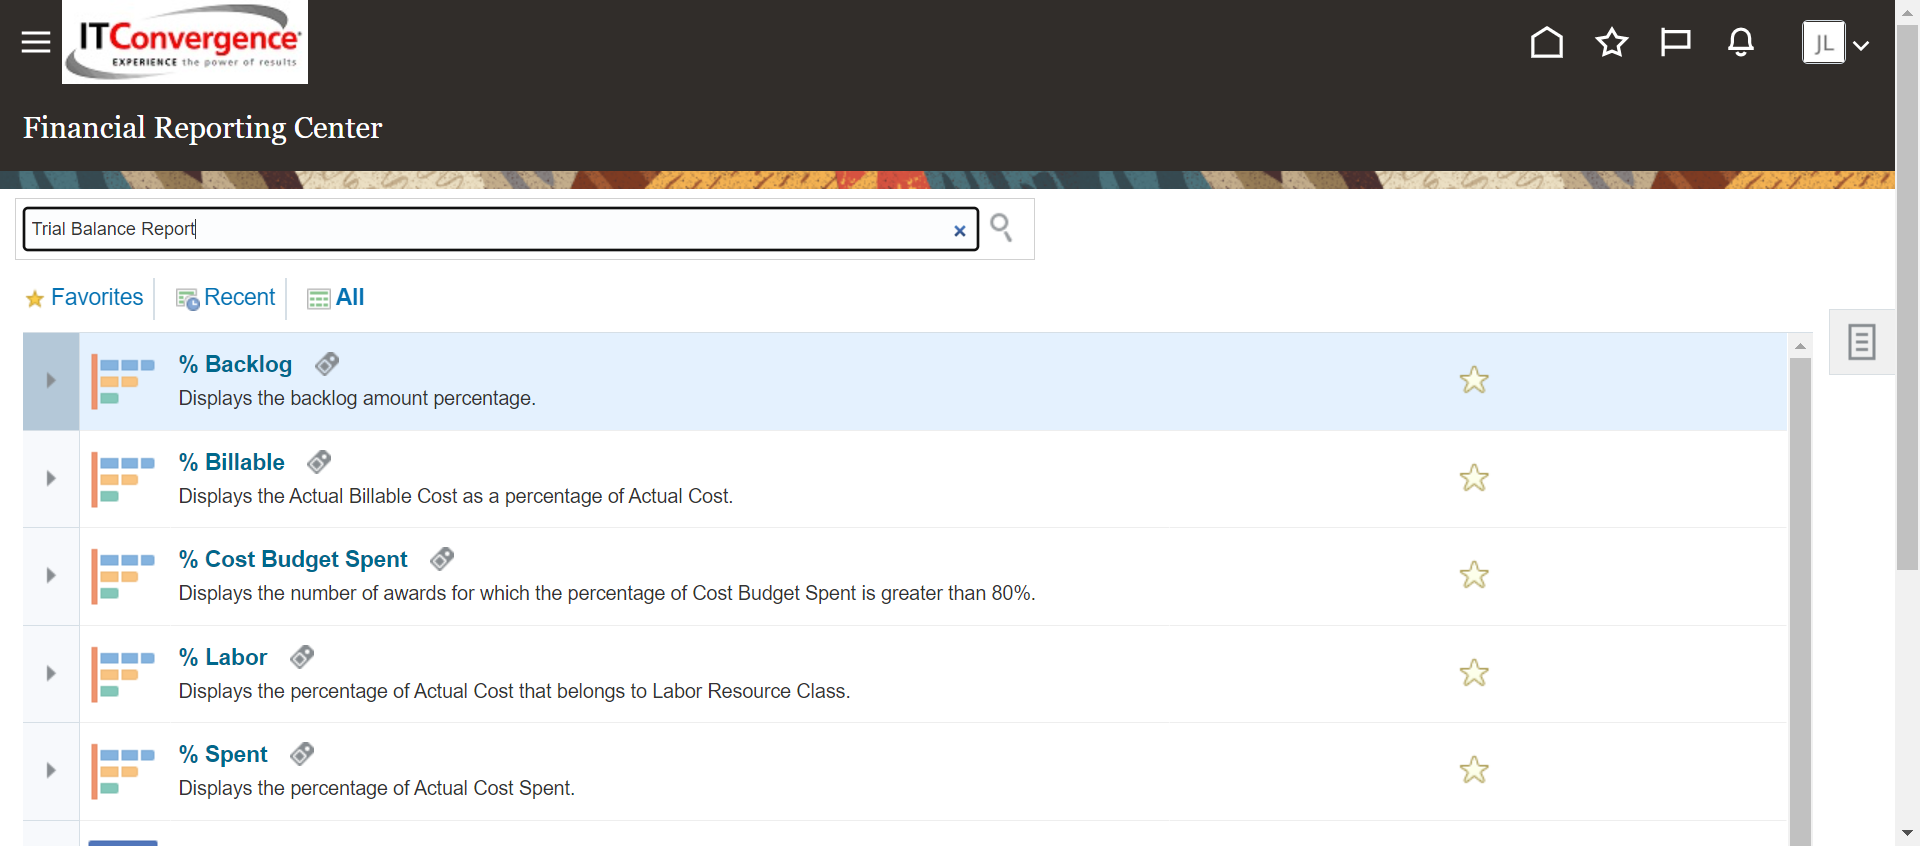 ITConvergence
EXPERIENCE the power of results
JL
Financial Reporting Center
Trial Balance Report
Favorites Recent All
% Backlog
Displays the backlog amount percentage.
% Billable
Displays the Actual Billable Cost as a percentage of Actual Cost.
% Cost Budget Spent
Displays the number of awards for which the percentage of Cost Budget Spent is greater than 80%.
% Labor
Displays the percentage of Actual Cost that belongs to Labor Resource Class.
% Spent
Displays the percentage of Actual Cost Spent.